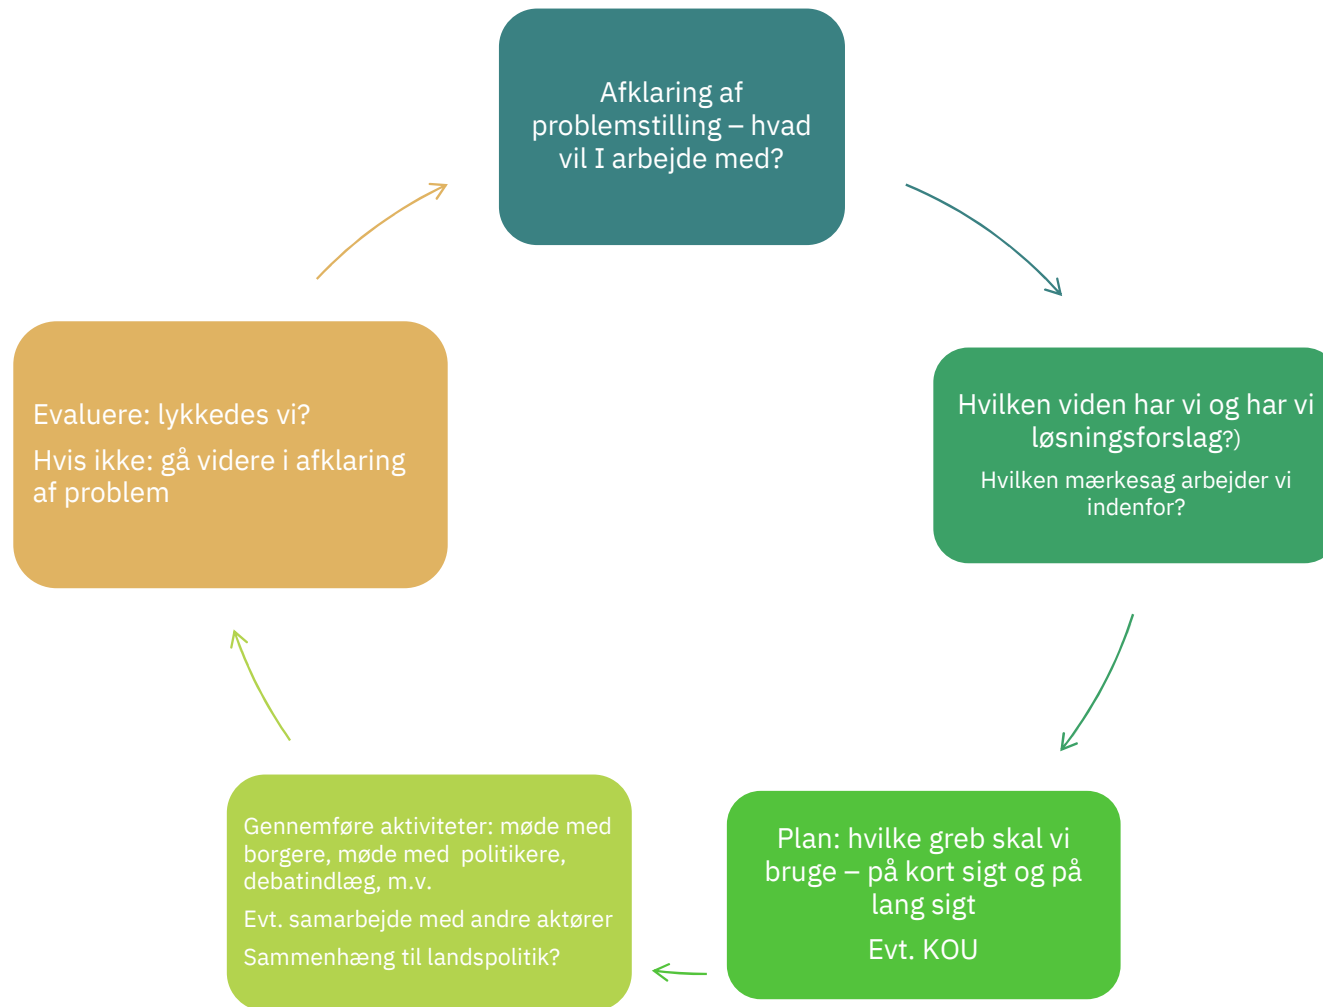 Afklaring af
problemstilling – hvad
vil I arbejde med?
Hvilken viden har vi og har vi
løsningsforslag?)
Hvilken mærkesag arbejder vi
indenfor?
Plan: hvilke greb skal vi
bruge – på kort sigt og på
lang sigt
Evt. KOU
Gennemføre aktiviteter: møde med
borgere, møde med  politikere,
debatindlæg, m.v.
Evt. samarbejde med andre aktører
Sammenhæng til landspolitik?
Evaluere: lykkedes vi?
Hvis ikke: gå videre i afklaring
af problem